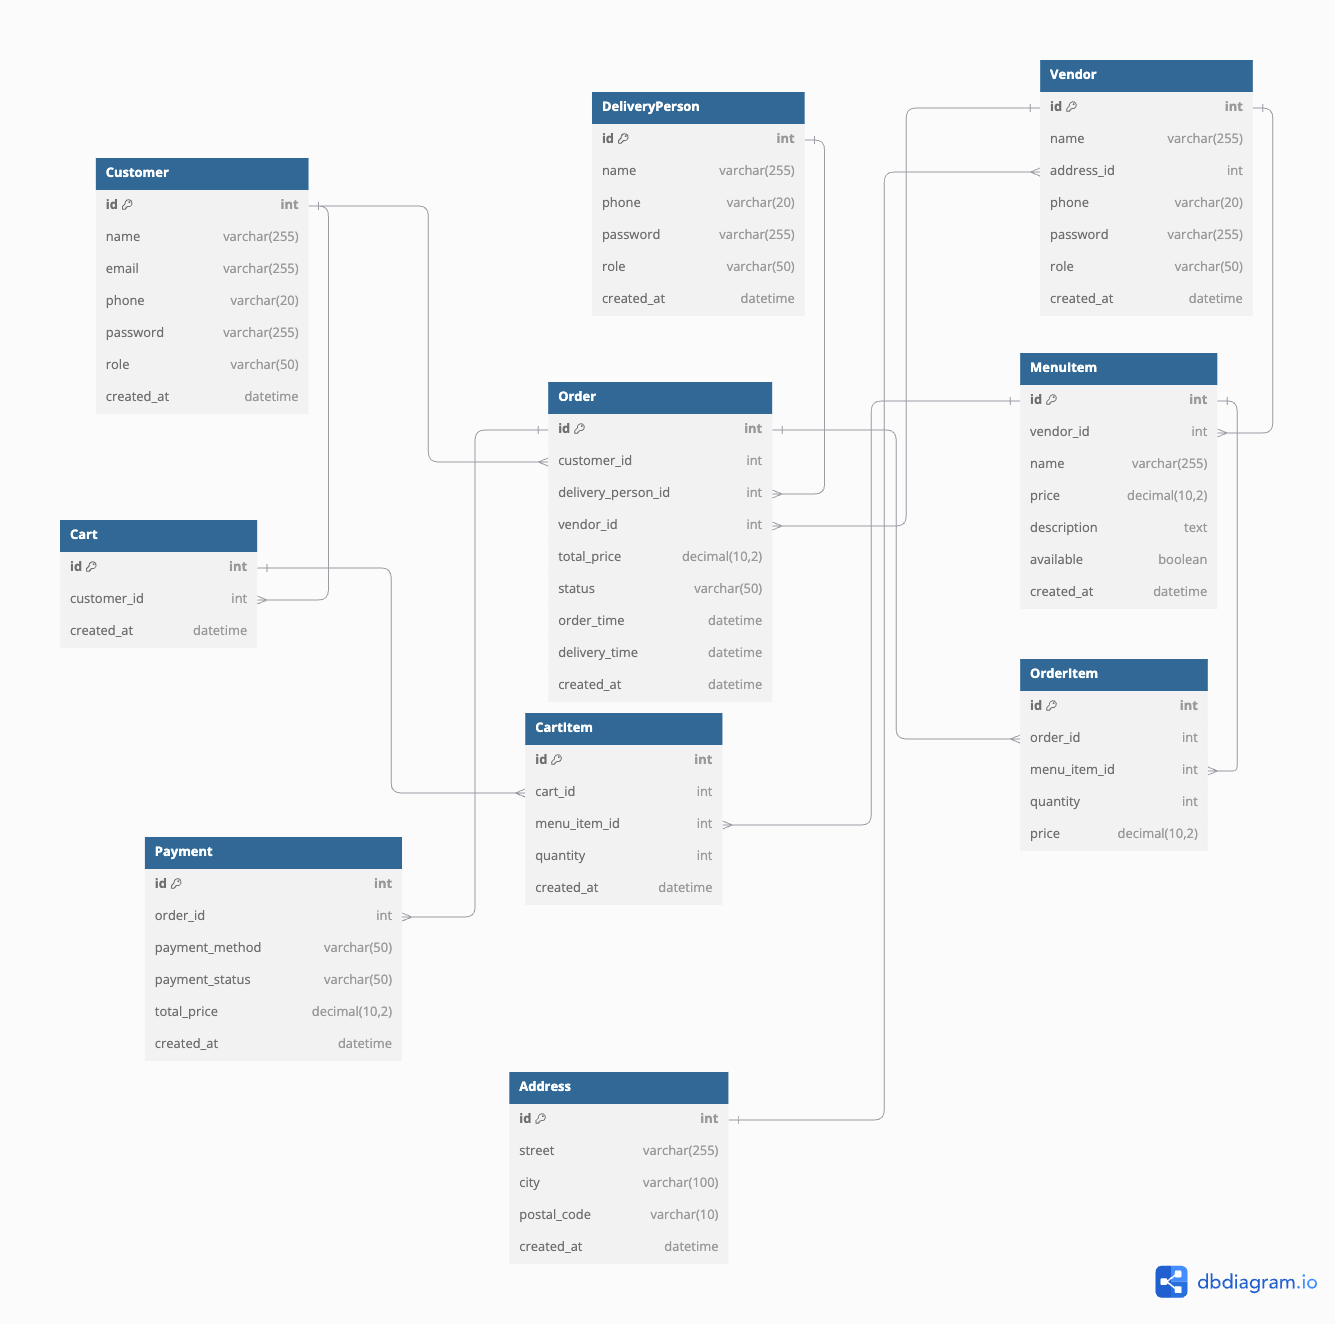 Customer
id int
name varchar(255)
email varchar(255)
phone varchar(20)
password varchar(255)
role varchar(50)
created_at datetime
DeliveryPerson
id int
name varchar(255)
phone varchar(20)
password varchar(255)
role varchar(50)
created_at datetime
Vendor
id int
name varchar(255)
address_id int
phone varchar(20)
password varchar(255)
role varchar(50)
created_at datetime
Order
id int
customer_id int
delivery_person_id int
vendor_id int
total_price decimal(10,2)
status varchar(50)
order_time datetime
delivery_time datetime
created_at datetime
MenuItem
id int
vendor_id int
name varchar(255)
price decimal(10,2)
description text
available boolean
created_at datetime
Cart
id int
customer_id int
created_at datetime
CartItem
id int
cart_id int
menu_item_id int
quantity int
created_at datetime
OrderItem
id int
order_id int
menu_item_id int
quantity int
price decimal(10,2)
Payment
id int
order_id int
payment_method varchar(50)
payment_status varchar(50)
total_price decimal(10,2)
created_at datetime
Address
id int
street varchar(255)
city varchar(100)
postal_code varchar(10)
created_at datetime
dbdiagram.io